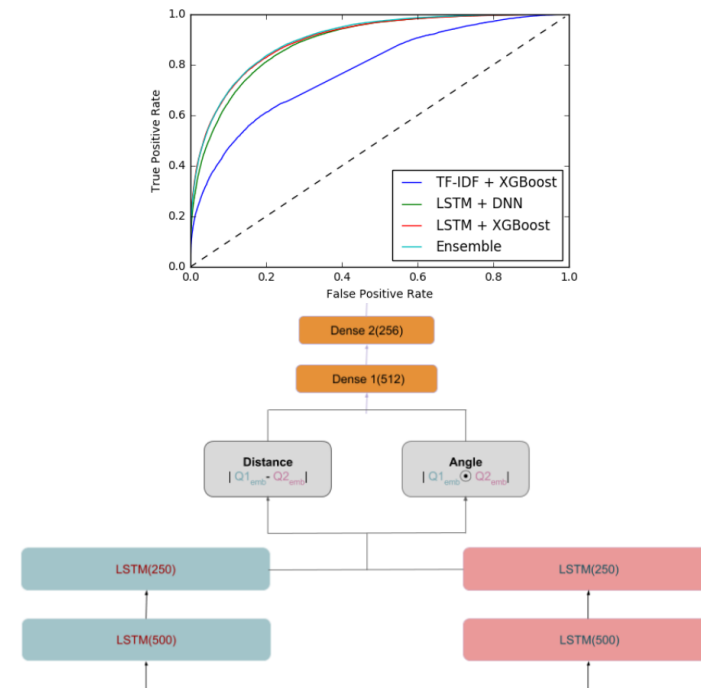 1.0
0.8
0.6
0.4
0.2
0.0
True Positive Rate
TF-IDF + XGBoost
LSTM + DNN
LSTM + XGBoost
Ensemble
0.0 0.2 0.4 0.6 0.8 1.0
False Positive Rate
Dense 2(256)
Dense 1(512)
Distance
| Q1emb- Q2emb|
Angle
| Q1emb⊙ Q2emb|
LSTM(250) LSTM(250)
LSTM(500) LSTM(500)